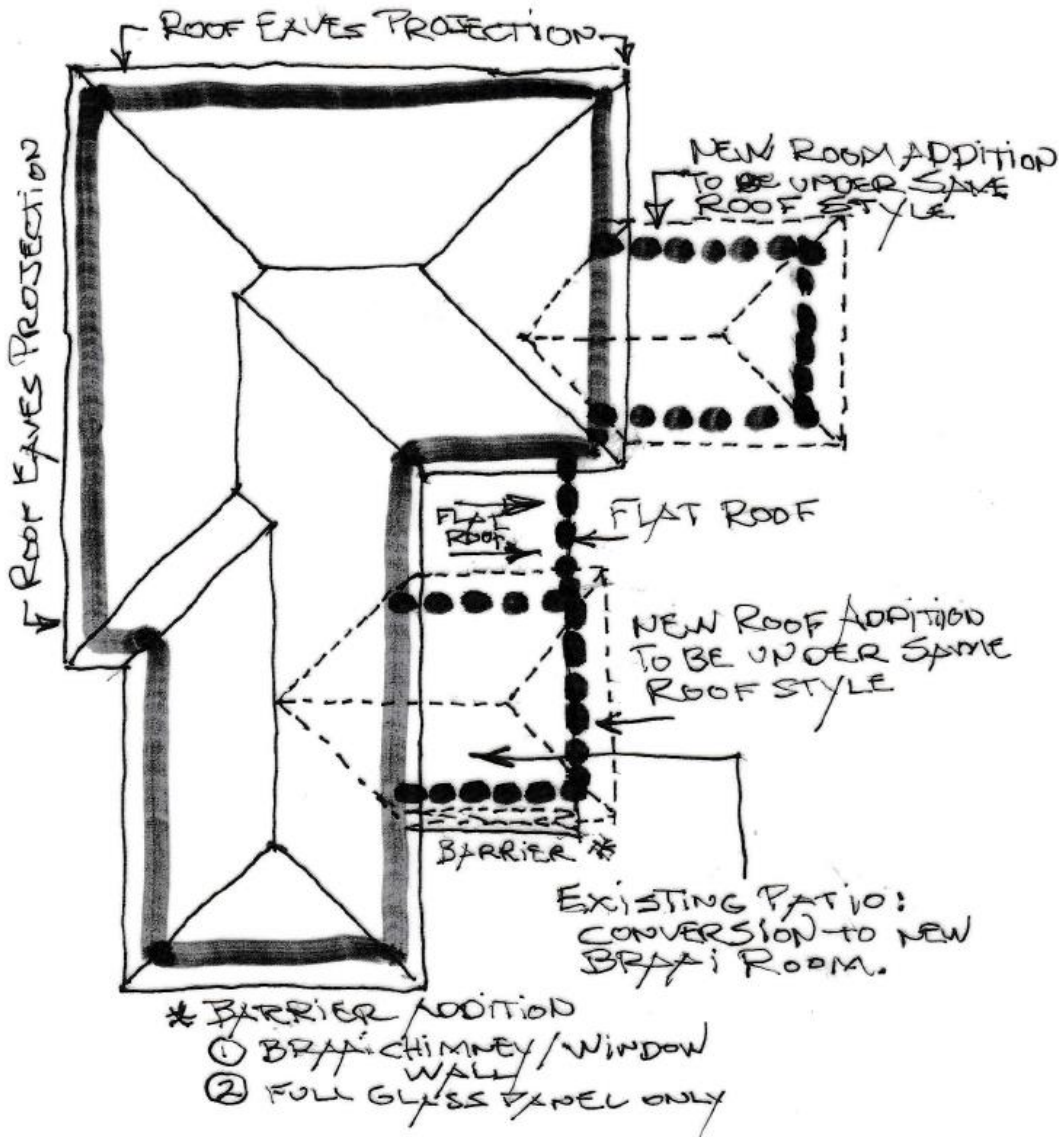 ROOF EAVES PROJECTION
ROOF EAVES PROJECTION
NEW ROOM ADDITION
TO BE UNDER SAME
ROOF STYLE
FLAT
ROOF
FLAT ROOF
NEW ROOF ADDITION
TO BE UNDER SAME
ROOF STYLE
BARRIER *
EXISTING PATIO:
CONVERSION TO NEW
BRAAI ROOM.
* BARRIER ADDITION
① BRAAI CHIMNEY/WINDOW
WALL
② FULL GLASS PANEL ONLY